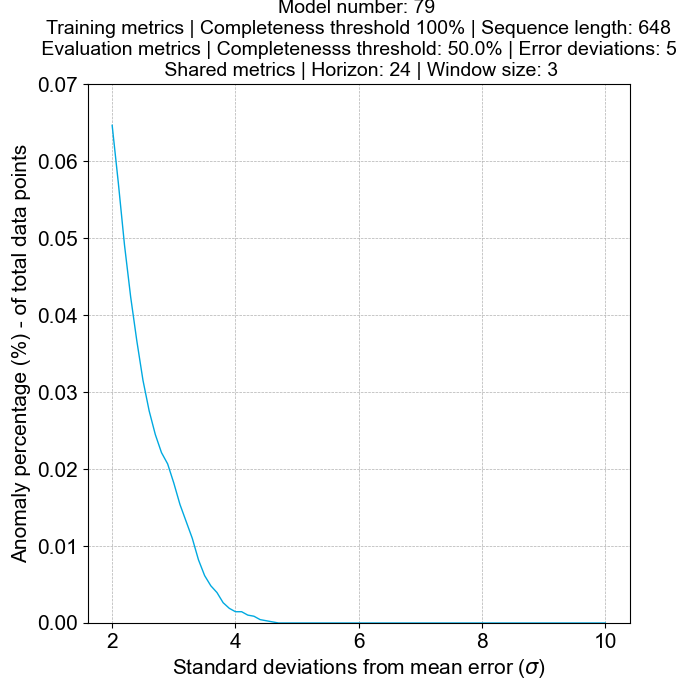 Model number: 79
Training metrics | Completeness threshold 100% | Sequence length: 648
Evaluation metrics | Completenesss threshold: 50.0% | Error deviations: 5
Shared metrics | Horizon: 24 | Window size: 3
0.07
0.06
0.05
0.04
0.03
0.02
0.01
0.00
Anomaly percentage (%) - of total data points
2 4 6 8 10
Standard deviations from mean error (σ)